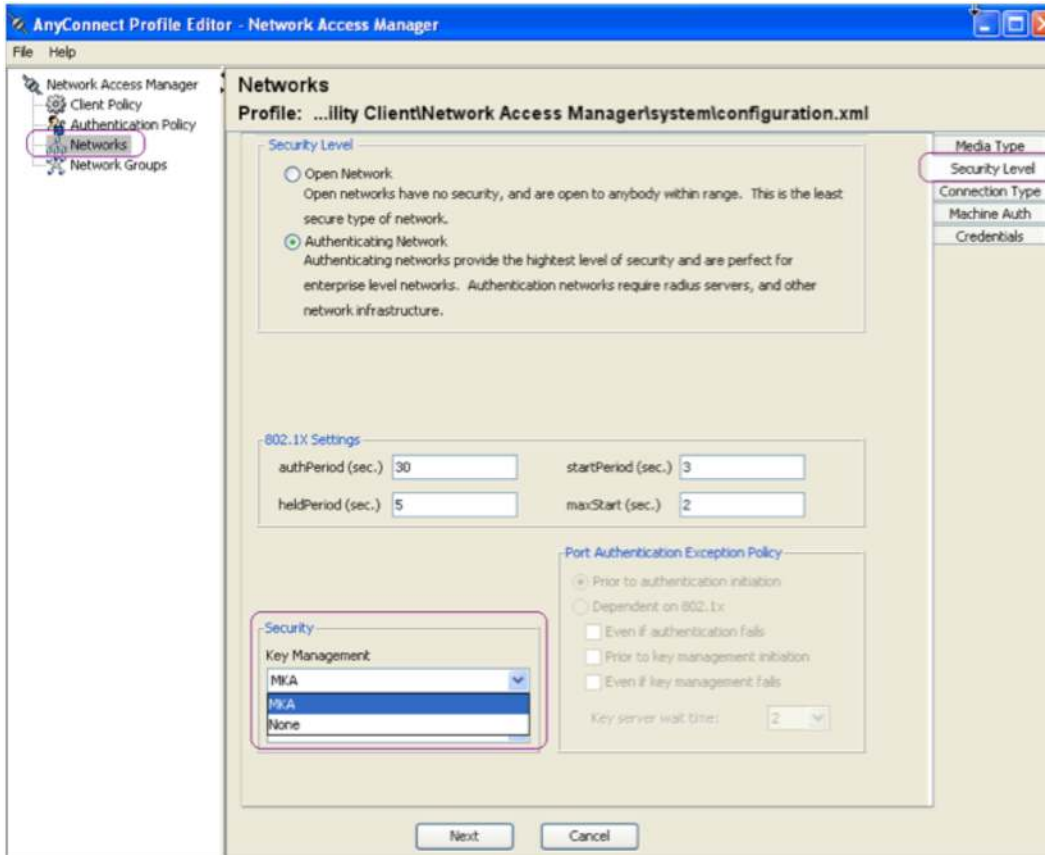 AnyConnect Profile Editor - Network Access Manager
File Help
Network Access Manager
Client Policy
Authentication Policy
Networks
Network Groups
Networks
Profile: ...ility Client\Network Access Manager\system\configuration.xml
Security Level
Open Network
Open networks have no security, and are open to anybody within range. This is the least
secure type of network.
Authenticating Network
Authenticating networks provide the highest level of security and are perfect for
enterprise level networks. Authentication networks require radius servers, and other
network infrastructure.
802.1X Settings
authPeriod (sec.) 30 startPeriod (sec.) 3
heldPeriod (sec.) 5 maxStart (sec.) 2
Port Authentication Exception Policy
Prior to authentication initiation
Dependent on 802.1x
Even if authentication fails
Prior to key management initiation
Even if key management fails
Key server wait time: 2
Security
Key Management
MKA
MKA
None
Media Type
Security Level
Connection Type
Machine Auth
Credentials
Next Cancel